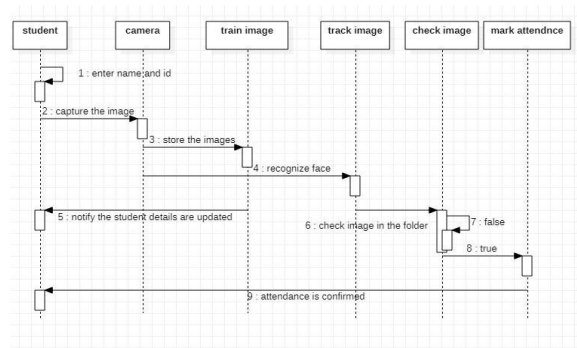 student
camera
train image
track image
check image
mark attendnce
1 : enter name and id
2 : capture the image
3 : store the images
4 : recognize face
5 : notify the student details are updated
6 : check image in the folder
7 : false
8 : true
9 : attendance is confirmed